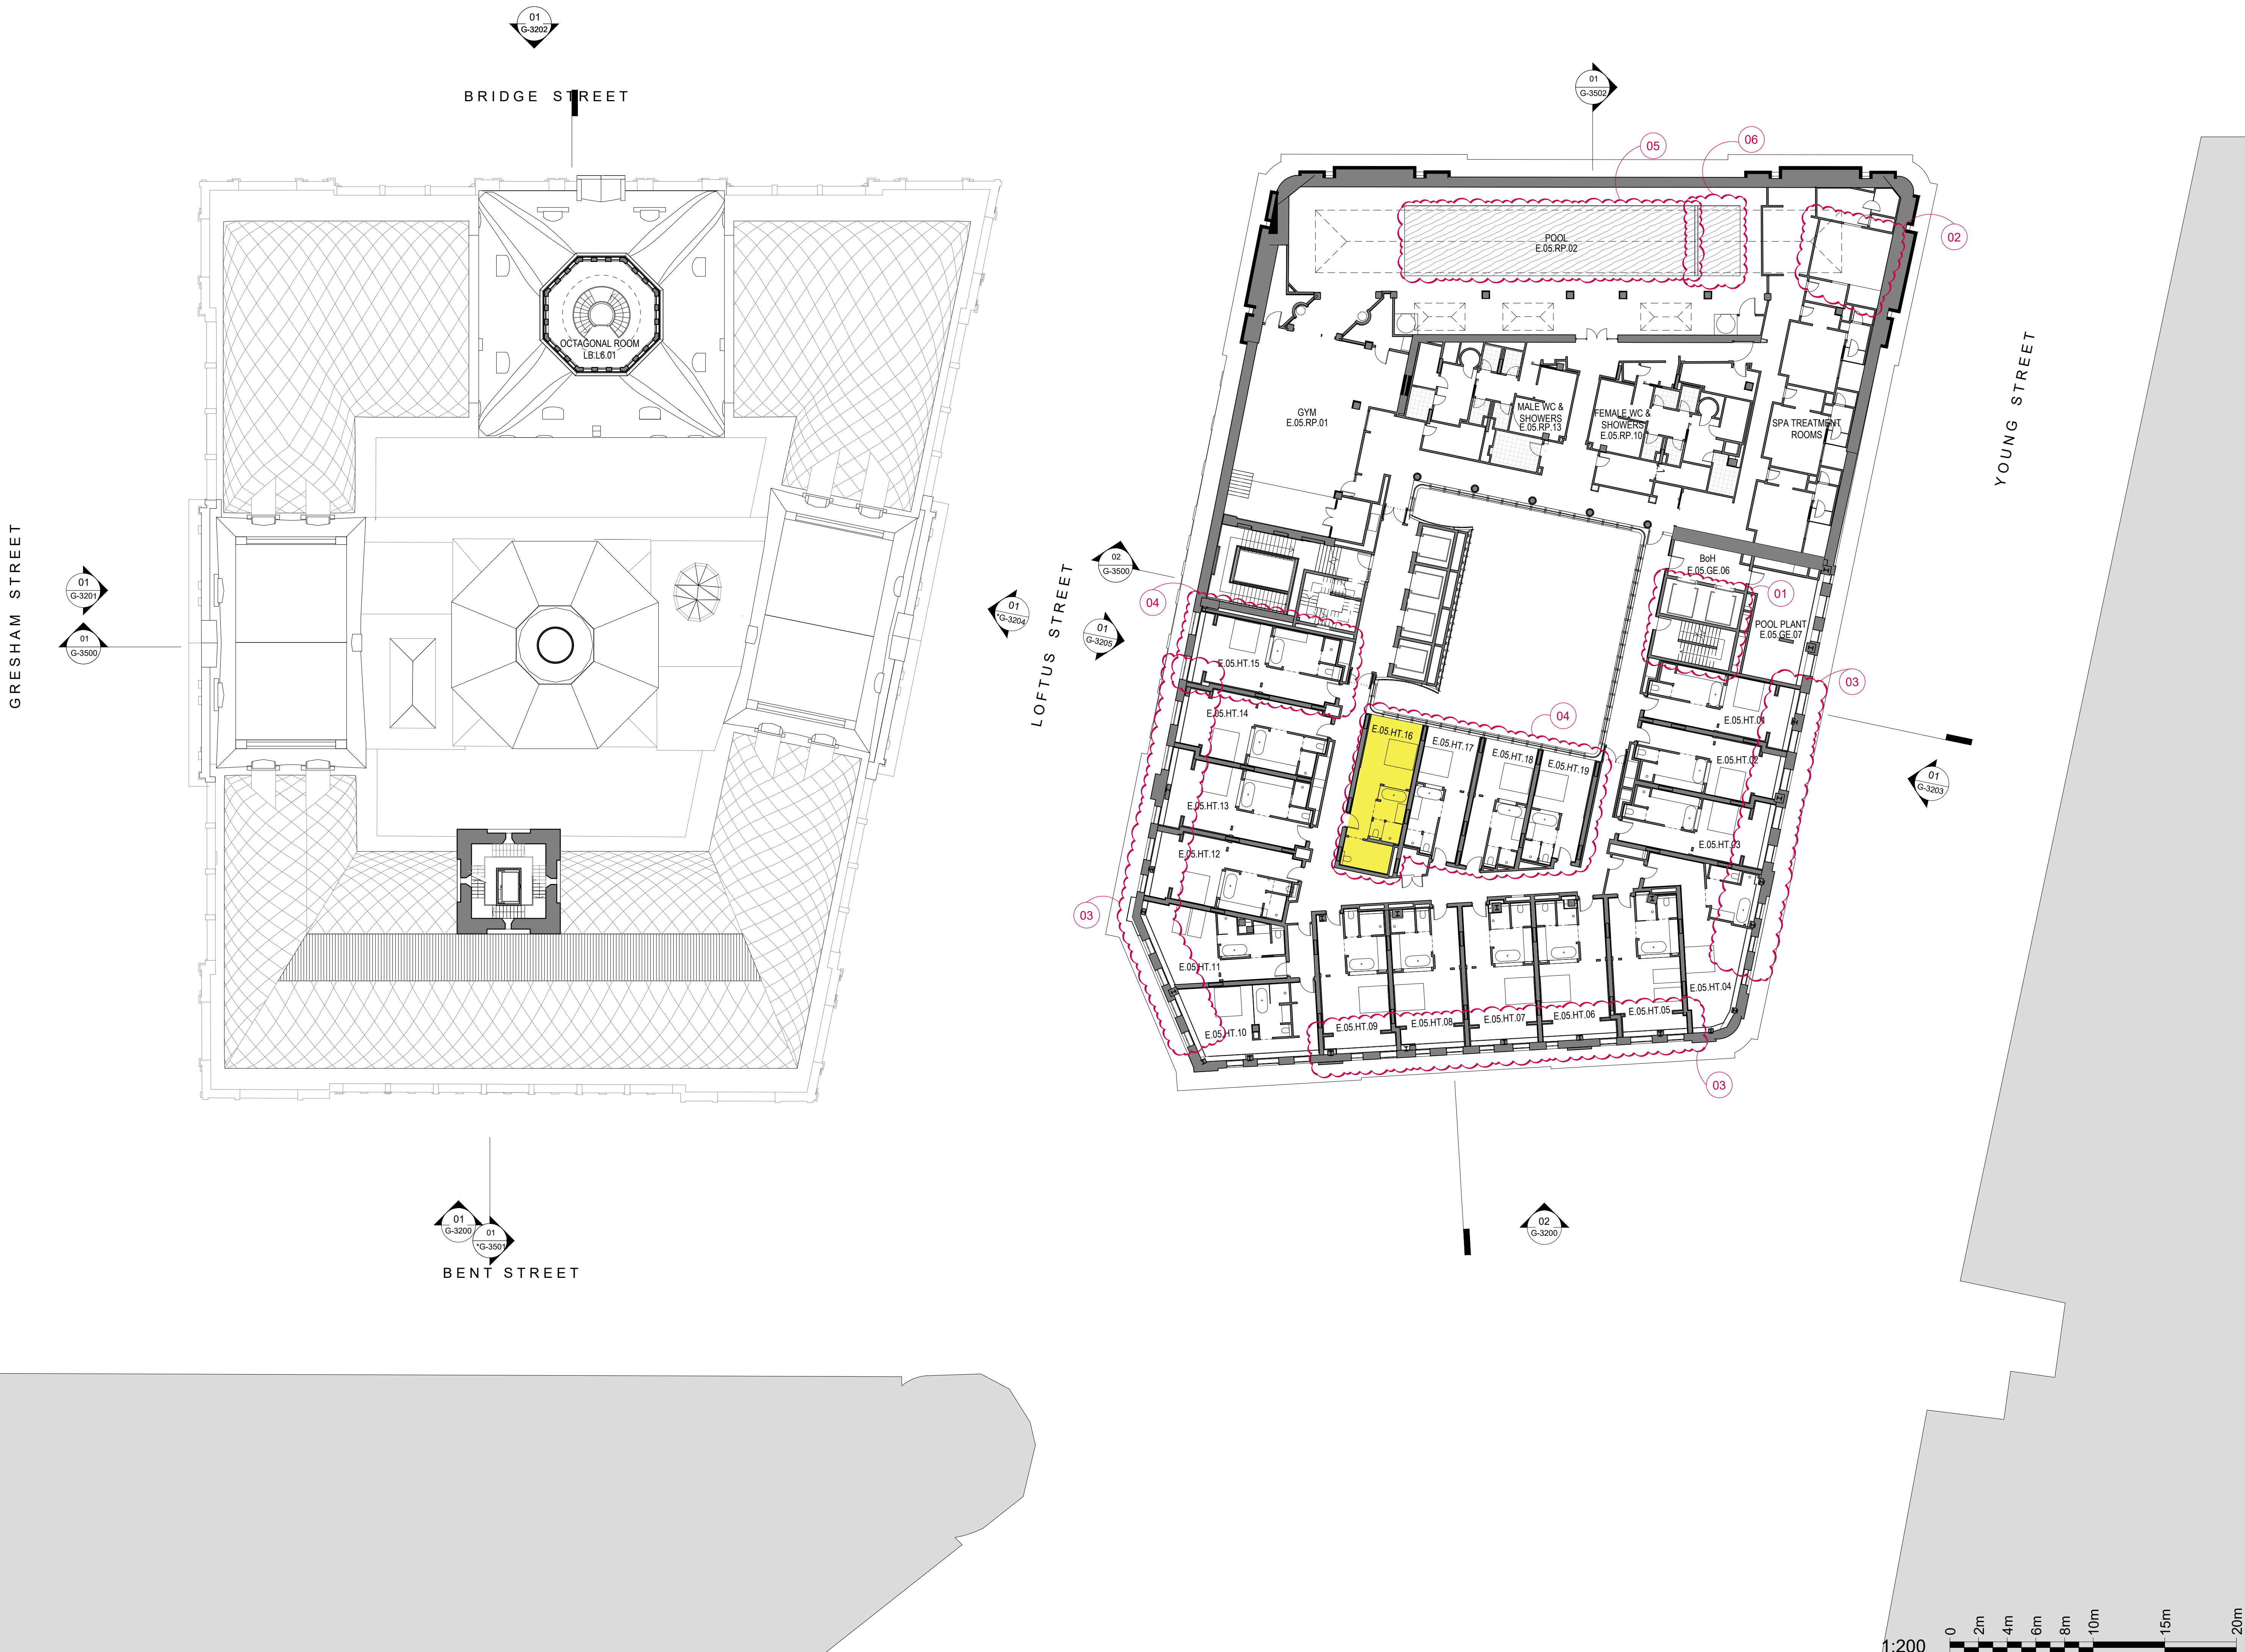 01
G-3202
BRIDGE STREET
01
G-3502
05
06
02
POOL
E.05.RP.02
OCTAGONAL ROOM
LB.L6.01
YOUNG STREET
GYM
E.05.RP.01
MALE WC &
SHOWERS
E.05.RP.13
FEMALE WC &
SHOWERS
E.05.RP.10
SPA TREATMENT
ROOMS
GRESHAM STREET
01
G-3201
01
G-3500
01
*G-3204
LOFTUS STREET
02
G-3500
01
G-3205
04
BoH
E.05.GE.06
01
POOL PLANT
E.05.GE.07
03
E.05.HT.15
E.05.HT.14
E.05.HT.13
E.05.HT.12
E.05.HT.11
E.05.HT.10
04
E.05.HT.16
E.05.HT.17
E.05.HT.18
E.05.HT.19
E.05.HT.01
E.05.HT.02
E.05.HT.03
01
G-3203
03
E.05.HT.09
E.05.HT.08
E.05.HT.07
E.05.HT.06
E.05.HT.05
E.05.HT.04
03
01
G-3200
01
*G-3501
BENT STREET
02
G-3200
1:200
0
2m
4m
6m
8m
10m
15m
20m